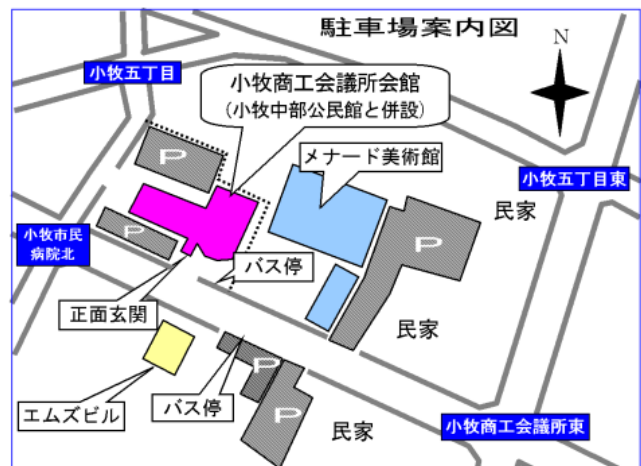 駐車場案内図
N
小牧五丁目
小牧商工会議所会館
(小牧中部公民館と併設)
P
メナード美術館
小牧五丁目東
民家
P
P
小牧市民
病院北
バス停
正面玄関
民家
P
バス停
エムズビル
P
民家
小牧商工会議所東